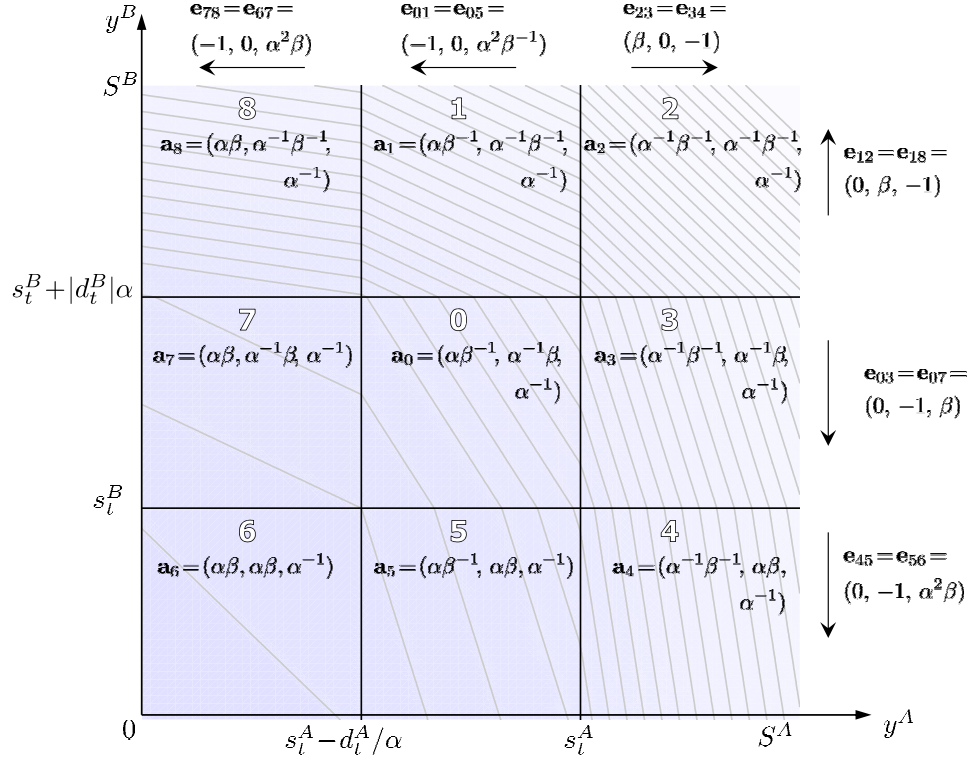 y^B
e₇₈=e₆₇=
(−1, 0, α²β)
e₀₁=e₀₅=
(−1, 0, α²β⁻¹)
e₂₃=e₃₄=
(β, 0, −1)
S^B
8
a₈=(αβ, α⁻¹β⁻¹,
α⁻¹)
1
a₁=(αβ⁻¹, α⁻¹β⁻¹,
α⁻¹)
2
a₂=(α⁻¹β⁻¹, α⁻¹β⁻¹,
α⁻¹)
e₁₂=e₁₈=
(0, β, −1)
s_t^B+|d_t^B|α
7
a₇=(αβ, α⁻¹β, α⁻¹)
0
a₀=(αβ⁻¹, α⁻¹β,
α⁻¹)
3
a₃=(α⁻¹β⁻¹, α⁻¹β,
α⁻¹)
e₀₃=e₀₇=
(0, −1, β)
s_t^B
6
a₆=(αβ, αβ, α⁻¹)
5
a₅=(αβ⁻¹, αβ, α⁻¹)
4
a₄=(α⁻¹β⁻¹, αβ,
α⁻¹)
e₄₅=e₅₆=
(0, −1, α²β)
0
s_t^A−d_t^A/α
s_t^A
S^A
y^A